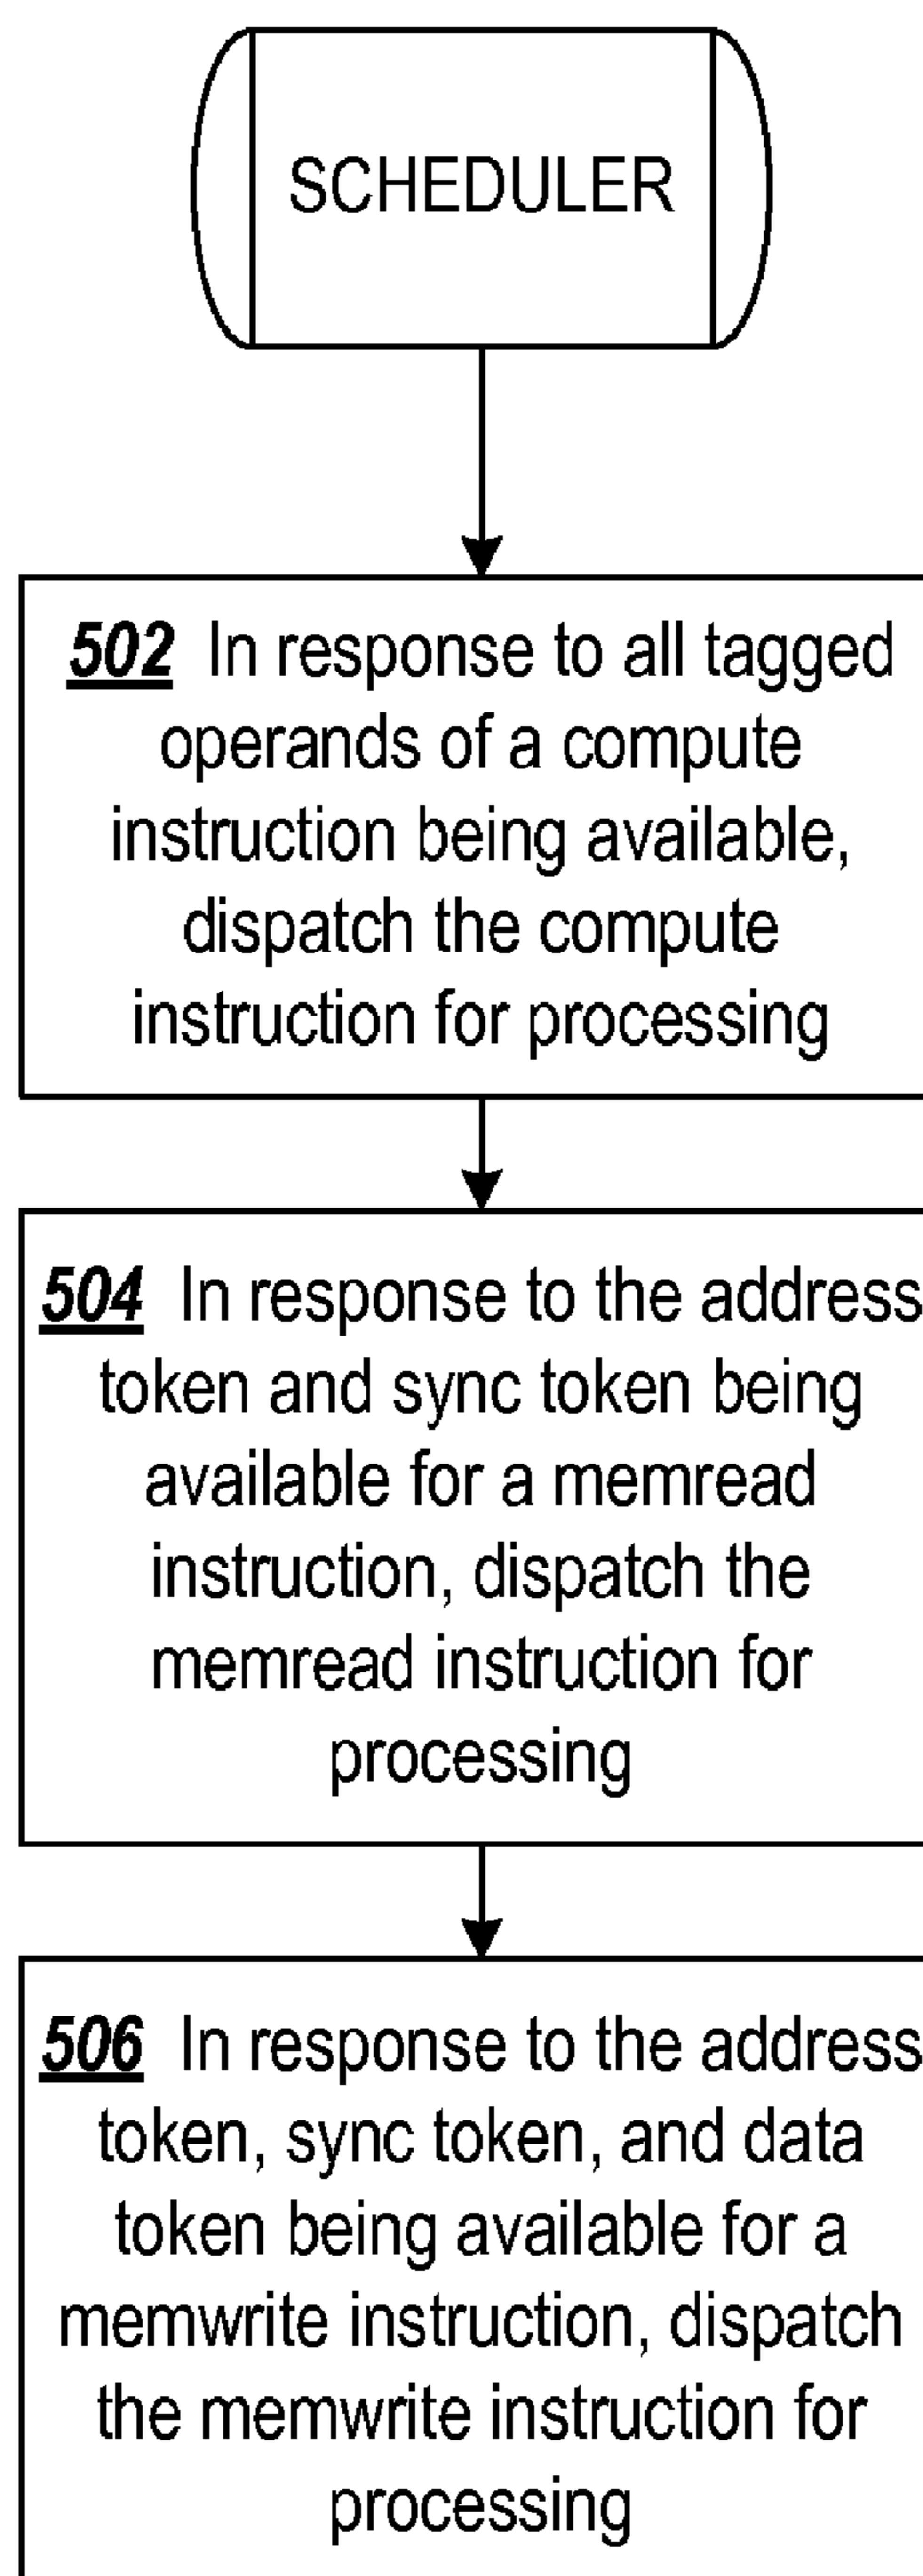 SCHEDULER
502 In response to all tagged
operands of a compute
instruction being available,
dispatch the compute
instruction for processing
504 In response to the address
token and sync token being
available for a memread
instruction, dispatch the
memread instruction for
processing
506 In response to the address
token, sync token, and data
token being available for a
memwrite instruction, dispatch
the memwrite instruction for
processing